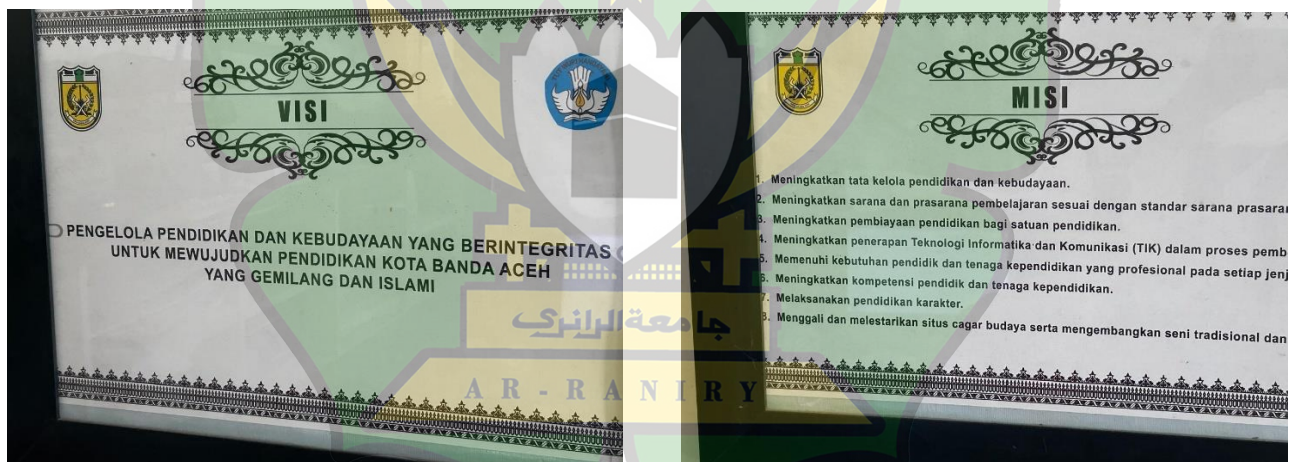 VISI
PENGELOLA PENDIDIKAN DAN KEBUDAYAAN YANG BERINTEGRITAS
UNTUK MEWUJUDKAN PENDIDIKAN KOTA BANDA ACEH
YANG GEMILANG DAN ISLAMI
MISI
1. Meningkatkan tata kelola pendidikan dan kebudayaan.
2. Meningkatkan sarana dan prasarana pembelajaran sesuai dengan standar sarana prasara
3. Meningkatkan pembiayaan pendidikan bagi satuan pendidikan.
4. Meningkatkan penerapan Teknologi Informatika dan Komunikasi (TIK) dalam proses pemb
5. Memenuhi kebutuhan pendidik dan tenaga kependidikan yang profesional pada setiap jenj
6. Meningkatkan kompetensi pendidik dan tenaga kependidikan.
7. Melaksanakan pendidikan karakter.
8. Menggali dan melestarikan situs cagar budaya serta mengembangkan seni tradisional dan
جامعة الرانري
AR-RANIRY